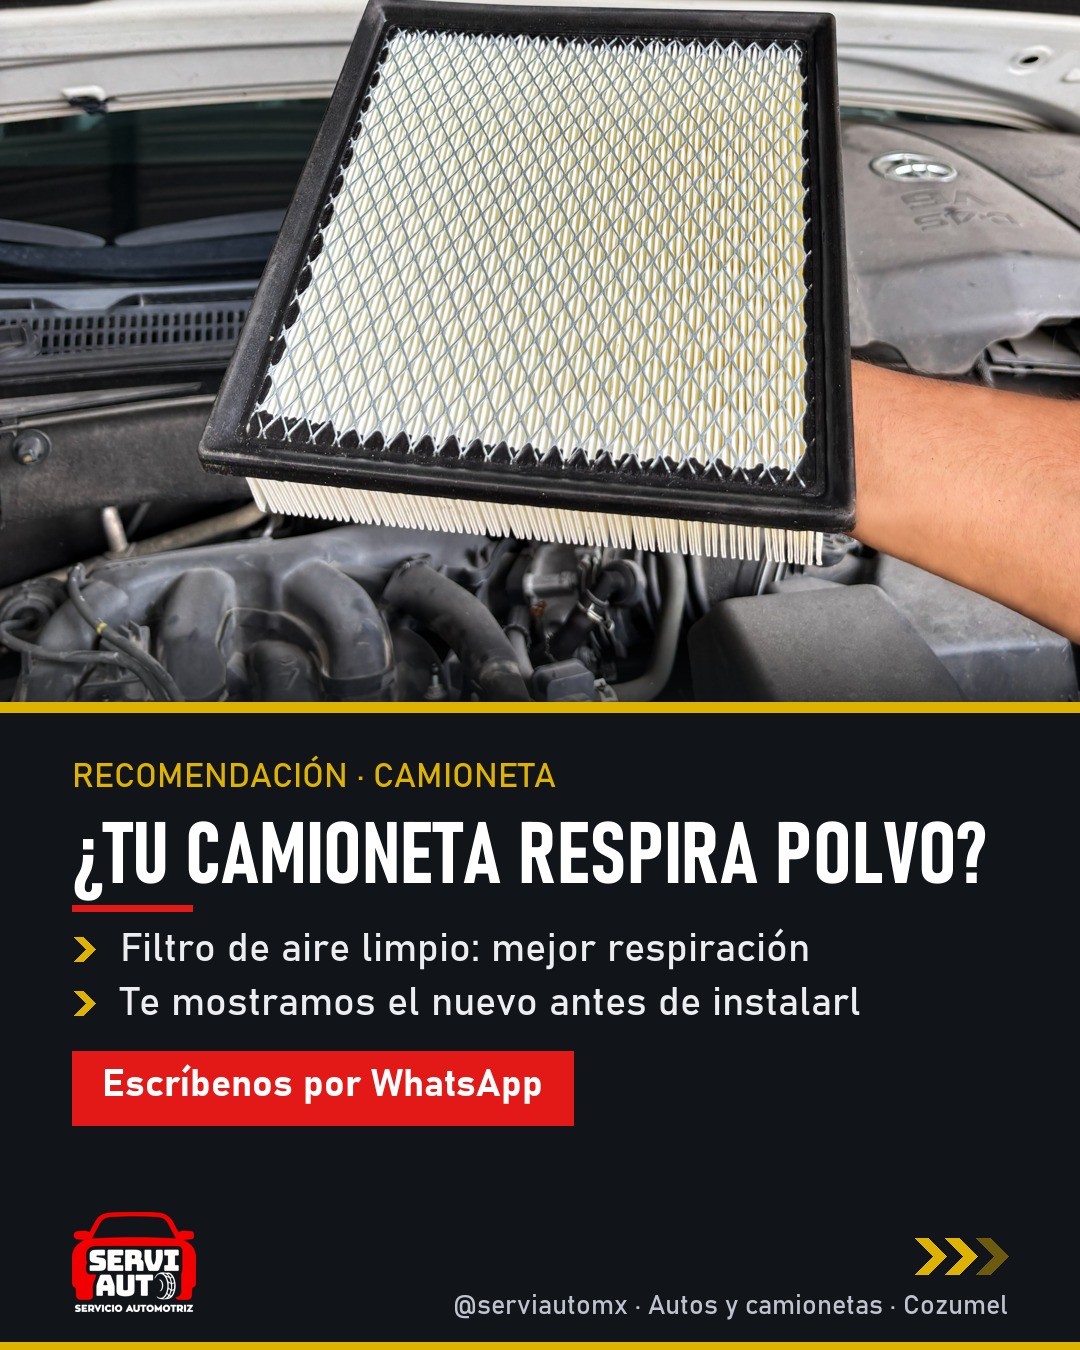 RECOMENDACIÓN · CAMIONETA
¿TU CAMIONETA RESPIRA POLVO?
Filtro de aire limpio: mejor respiración
Te mostramos el nuevo antes de instalarl
Escríbenos por WhatsApp
SERVI
AUTO
SERVICIO AUTOMOTRIZ
@serviautomx · Autos y camionetas · Cozumel